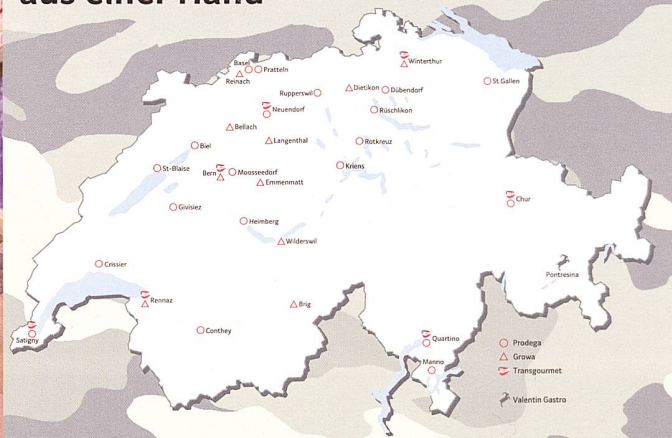 aus einer Hand
Basel
Pratteln
Reinach
Winterthur
St.Gallen
Rupperswil
Dietikon
Dübendorf
Neuendorf
Rüschlikon
Bellach
Langenthal
Rotkreuz
Biel
St-Blaise
Bern
Moosseedorf
Kriens
Emmenmatt
Chur
Givisiez
Heimberg
Wilderswil
Crissier
Pontresina
Rennaz
Brig
Satigny
Conthey
Quartino
Manno
Prodega
Growa
Transgourmet
Valentin Gastro